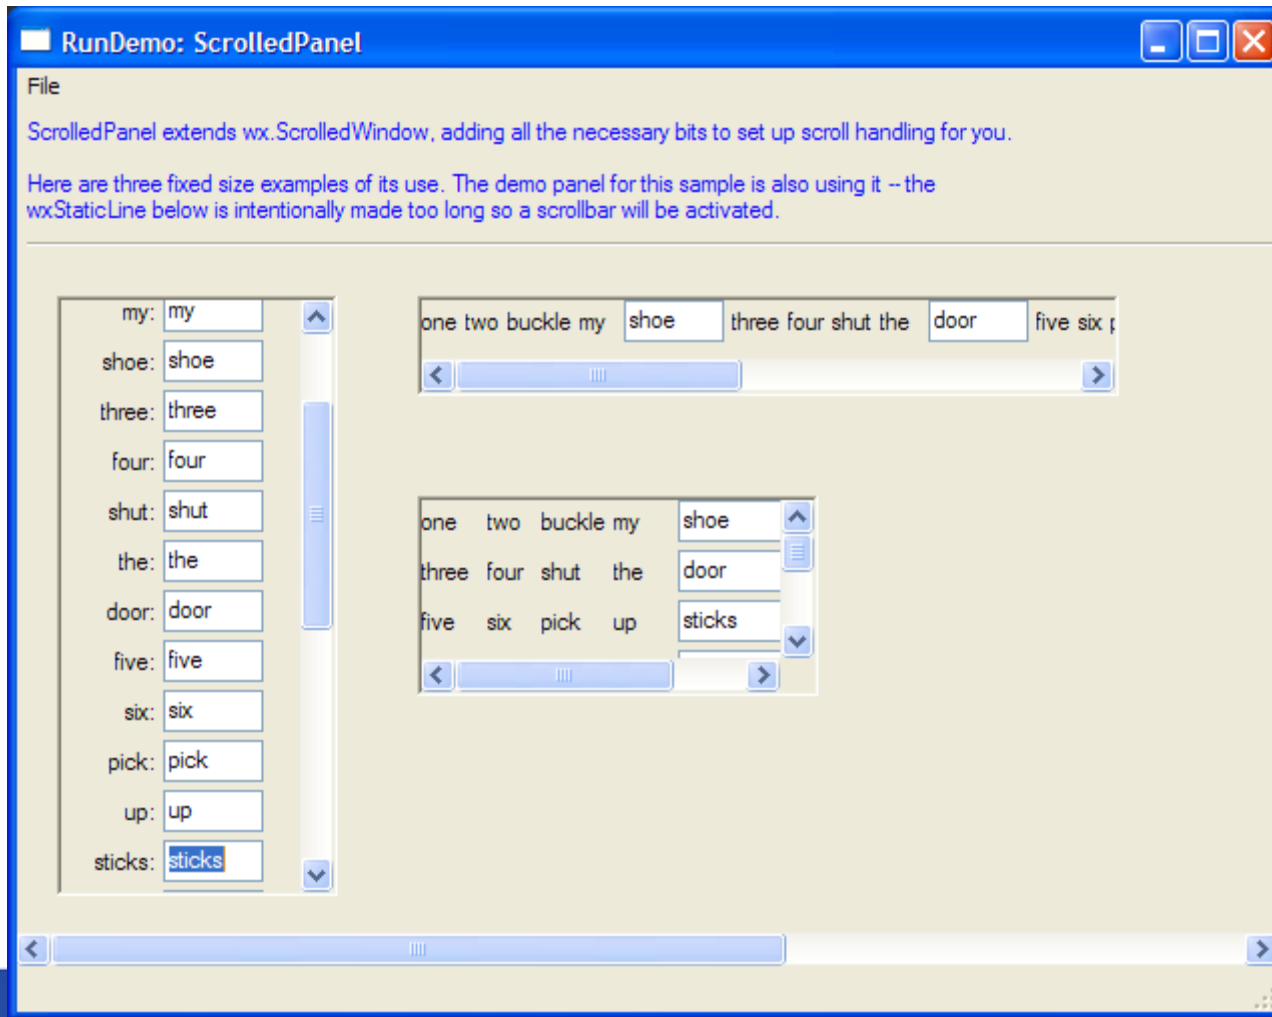 RunDemo: ScrolledPanel
File
ScrolledPanel extends wx.ScrolledWindow, adding all the necessary bits to set up scroll handling for you.
Here are three fixed size examples of its use. The demo panel for this sample is also using it -- the
wxStaticLine below is intentionally made too long so a scrollbar will be activated.
my: my
shoe: shoe
three: three
four: four
shut: shut
the: the
door: door
five: five
six: six
pick: pick
up: up
sticks: sticks
one two buckle my shoe three four shut the door five six
one two buckle my shoe
three four shut the door
five six pick up sticks